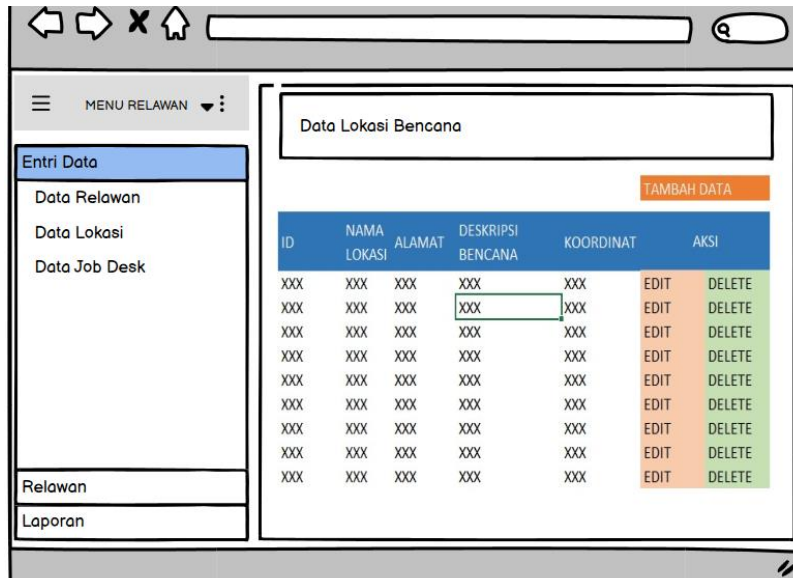 MENU RELAWAN
Entri Data
Data Relawan
Data Lokasi
Data Job Desk
Relawan
Laporan
Data Lokasi Bencana
TAMBAH DATA
ID NAMA LOKASI ALAMAT DESKRIPSI BENCANA KOORDINAT AKSI
XXX XXX XXX XXX XXX EDIT DELETE
XXX XXX XXX XXX XXX EDIT DELETE
XXX XXX XXX XXX XXX EDIT DELETE
XXX XXX XXX XXX XXX EDIT DELETE
XXX XXX XXX XXX XXX EDIT DELETE
XXX XXX XXX XXX XXX EDIT DELETE
XXX XXX XXX XXX XXX EDIT DELETE
XXX XXX XXX XXX XXX EDIT DELETE
XXX XXX XXX XXX XXX EDIT DELETE